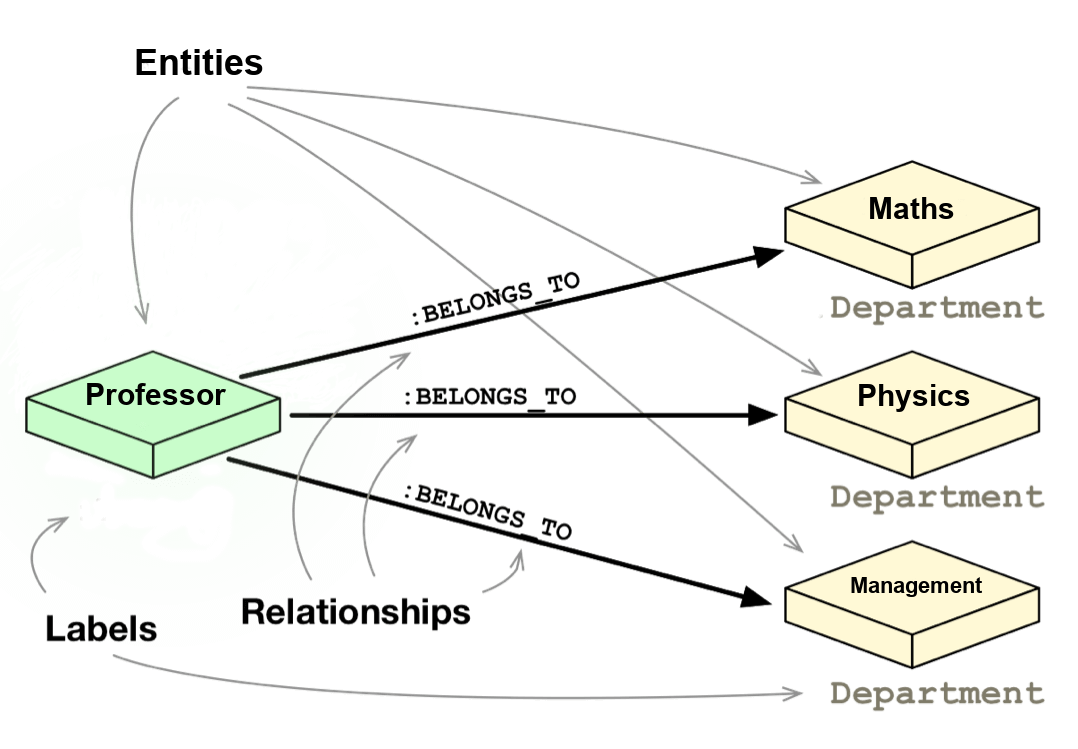 Entities
Maths
Department
:BELONGS_TO
Professor
:BELONGS_TO
Physics
Department
:BELONGS_TO
Management
Department
Relationships
Labels